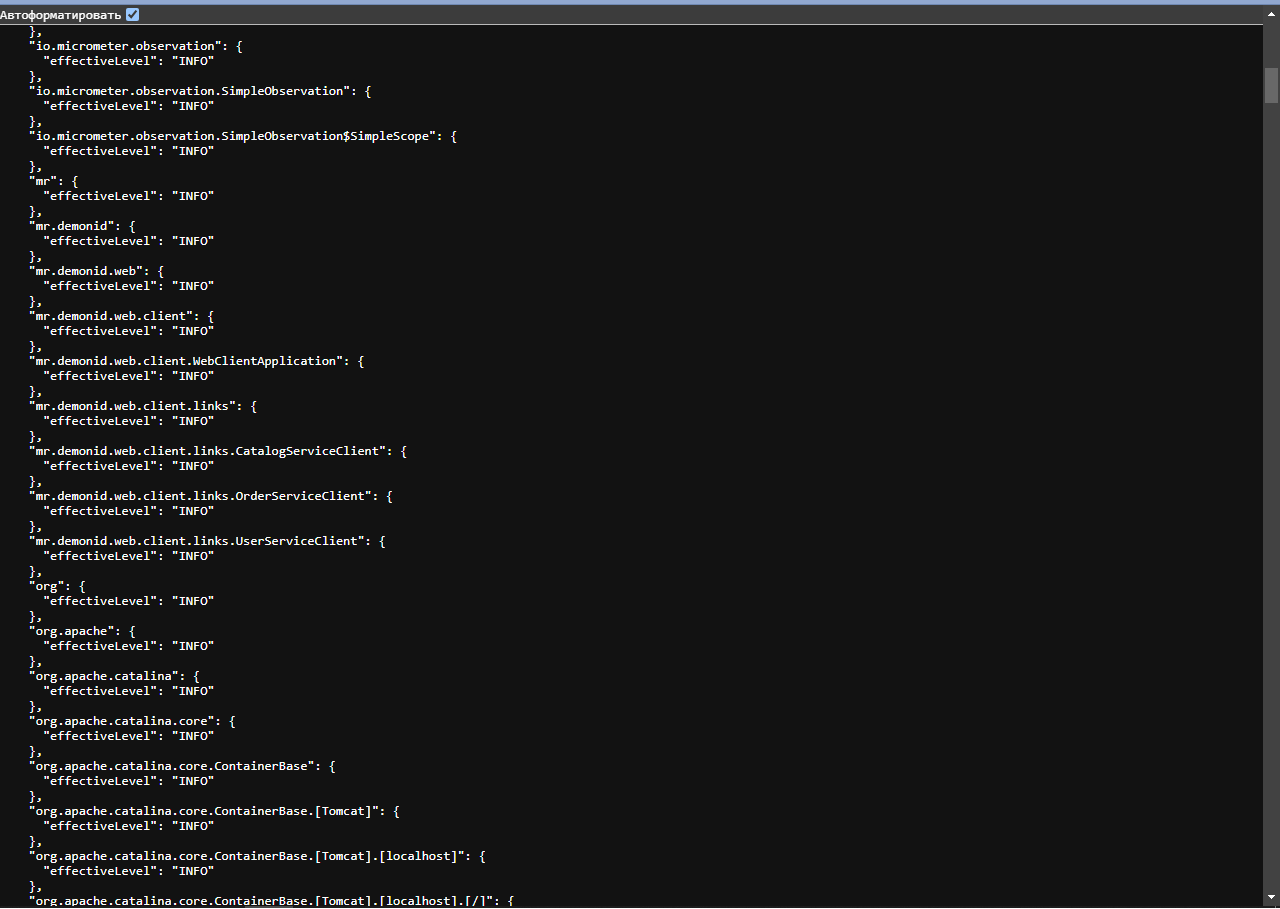 Автоформатировать
},
"io.micrometer.observation": {
"effectiveLevel": "INFO"
},
"io.micrometer.observation.SimpleObservation": {
"effectiveLevel": "INFO"
},
"io.micrometer.observation.SimpleObservation$SimpleScope": {
"effectiveLevel": "INFO"
},
"mr": {
"effectiveLevel": "INFO"
},
"mr.demonid": {
"effectiveLevel": "INFO"
},
"mr.demonid.web": {
"effectiveLevel": "INFO"
},
"mr.demonid.web.client": {
"effectiveLevel": "INFO"
},
"mr.demonid.web.client.WebClientApplication": {
"effectiveLevel": "INFO"
},
"mr.demonid.web.client.links": {
"effectiveLevel": "INFO"
},
"mr.demonid.web.client.links.CatalogServiceClient": {
"effectiveLevel": "INFO"
},
"mr.demonid.web.client.links.OrderServiceClient": {
"effectiveLevel": "INFO"
},
"mr.demonid.web.client.links.UserServiceClient": {
"effectiveLevel": "INFO"
},
"org": {
"effectiveLevel": "INFO"
},
"org.apache": {
"effectiveLevel": "INFO"
},
"org.apache.catalina": {
"effectiveLevel": "INFO"
},
"org.apache.catalina.core": {
"effectiveLevel": "INFO"
},
"org.apache.catalina.core.ContainerBase": {
"effectiveLevel": "INFO"
},
"org.apache.catalina.core.ContainerBase.[Tomcat]": {
"effectiveLevel": "INFO"
},
"org.apache.catalina.core.ContainerBase.[Tomcat].[localhost]": {
"effectiveLevel": "INFO"
},
"org.apache.catalina.core.ContainerBase.[Tomcat].[localhost].[/]": {